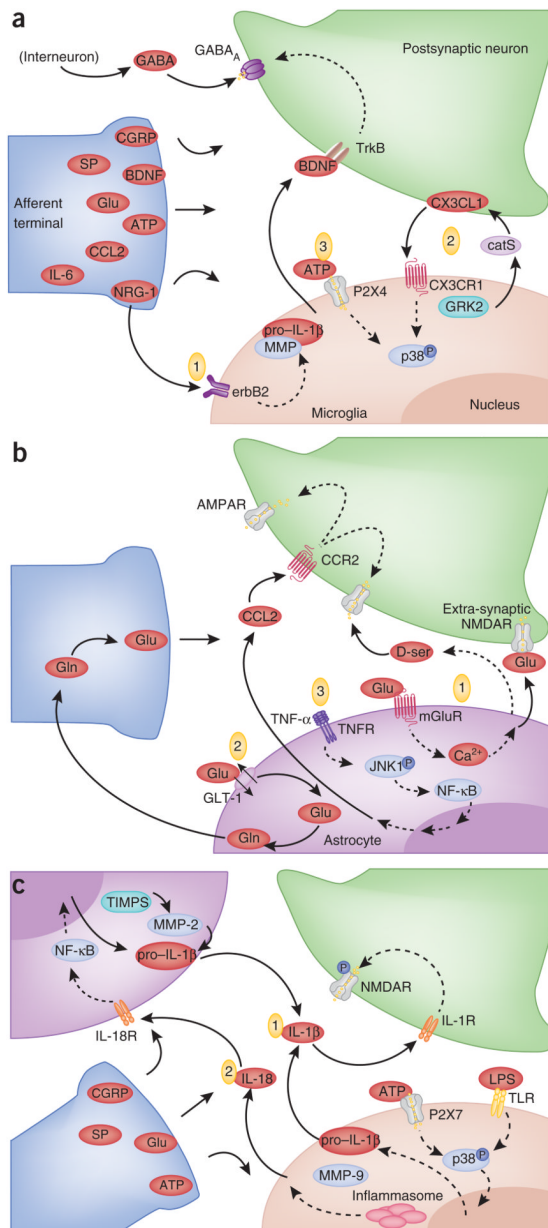 a
(Interneuron)
GABA
GABA
A
Postsynaptic neuron
CGRP
SP
BDNF
Afferent
terminal
Glu
ATP
CCL2
IL-6
NRG-1
BDNF
TrkB
CX3CL1
3
2
catS
ATP
P2X4
CX3CR1
GRK2
pro–IL-1β
MMP
p38
P
1
erbB2
Microglia
Nucleus
b
AMPAR
CCR2
Extra-synaptic
NMDAR
Glu
Gln
CCL2
D-ser
Glu
Glu
1
3
mGluR
TNF-α
TNFR
Ca2+
2
JNK1
P
Glu
GLT-1
NF-κB
Glu
Gln
Astrocyte
c
TIMPS
MMP-2
NF-κB
pro–IL-1β
P
NMDAR
IL-18R
1
IL-1β
IL-1R
2
IL-18
CGRP
SP
Glu
ATP
ATP
P2X7
LPS
TLR
pro–IL-1β
p38
P
MMP-9
Inflammasome